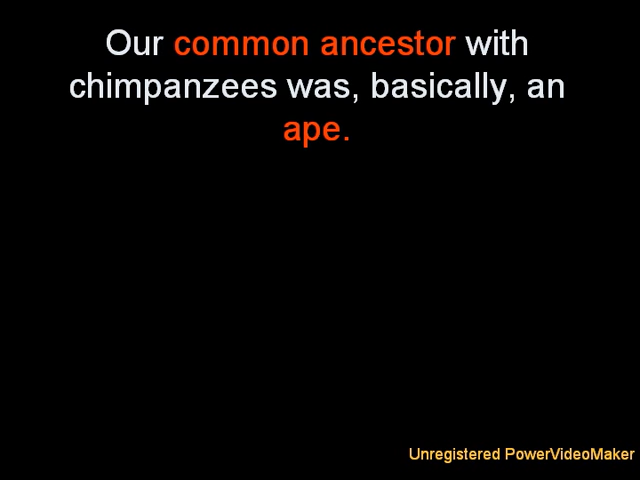 Our common ancestor with
chimpanzees was, basically, an
ape.
Unregistered PowerVideoMaker